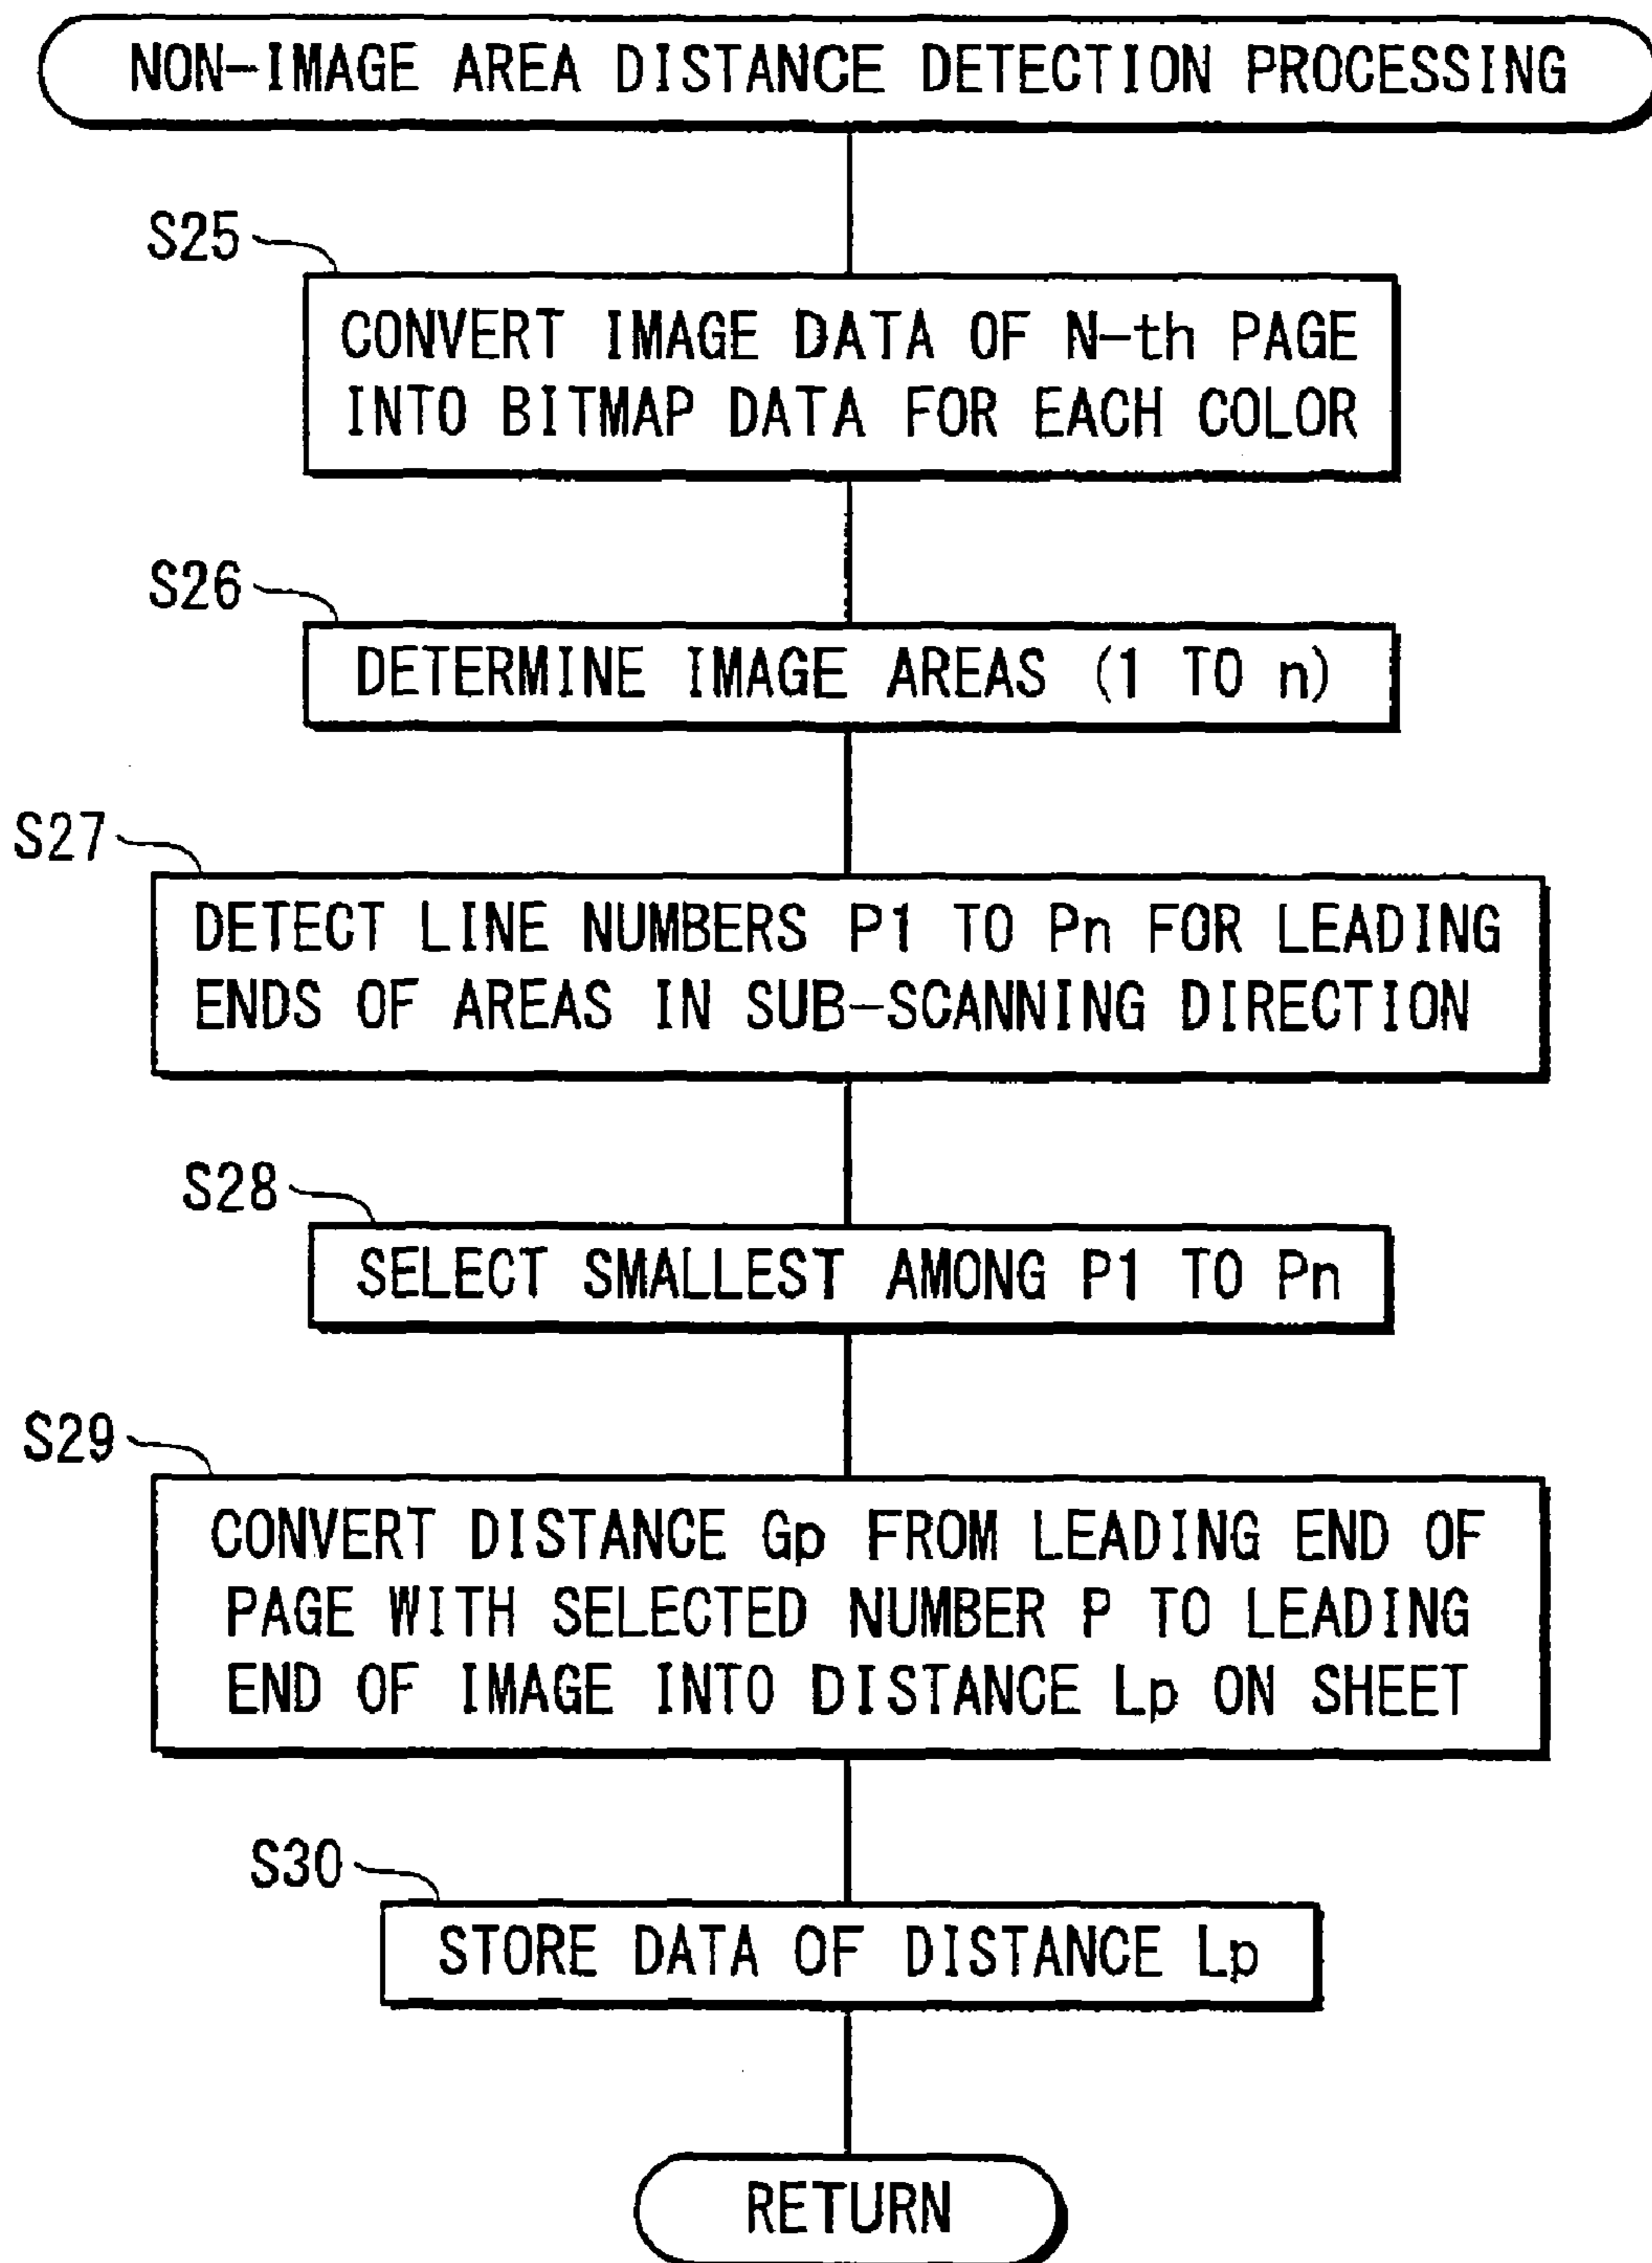 NON-IMAGE AREA DISTANCE DETECTION PROCESSING
S25
CONVERT IMAGE DATA OF N-th PAGE
INTO BITMAP DATA FOR EACH COLOR
S26
DETERMINE IMAGE AREAS (1 TO n)
S27
DETECT LINE NUMBERS P1 TO Pn FOR LEADING
ENDS OF AREAS IN SUB-SCANNING DIRECTION
S28
SELECT SMALLEST AMONG P1 TO Pn
S29
CONVERT DISTANCE Gp FROM LEADING END OF
PAGE WITH SELECTED NUMBER P TO LEADING
END OF IMAGE INTO DISTANCE Lp ON SHEET
S30
STORE DATA OF DISTANCE Lp
RETURN